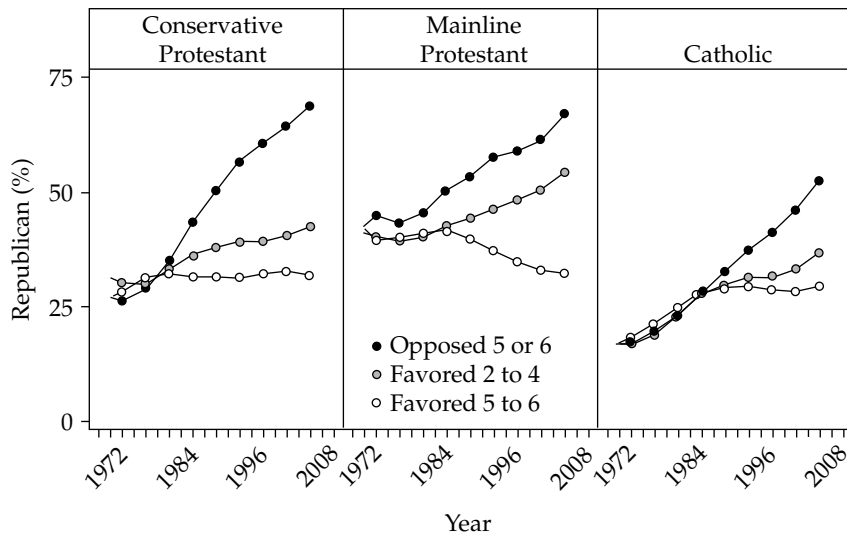 Conservative
Protestant
Mainline
Protestant
Catholic
75
50
25
0
Republican (%)
Opposed 5 or 6
Favored 2 to 4
Favored 5 to 6
1972
1984
1996
2008
1972
1984
1996
2008
1972
1984
1996
2008
Year